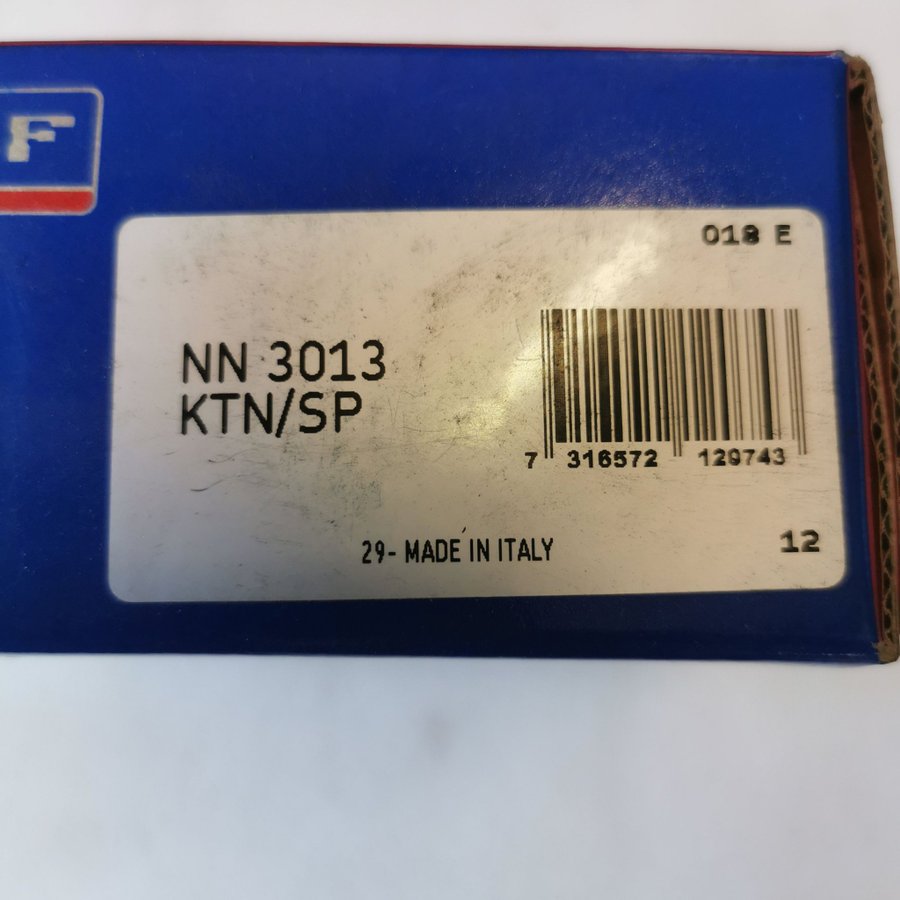 F
018 E
NN 3013
KTN/SP
7 316572 129743
29- MADE IN ITALY
12